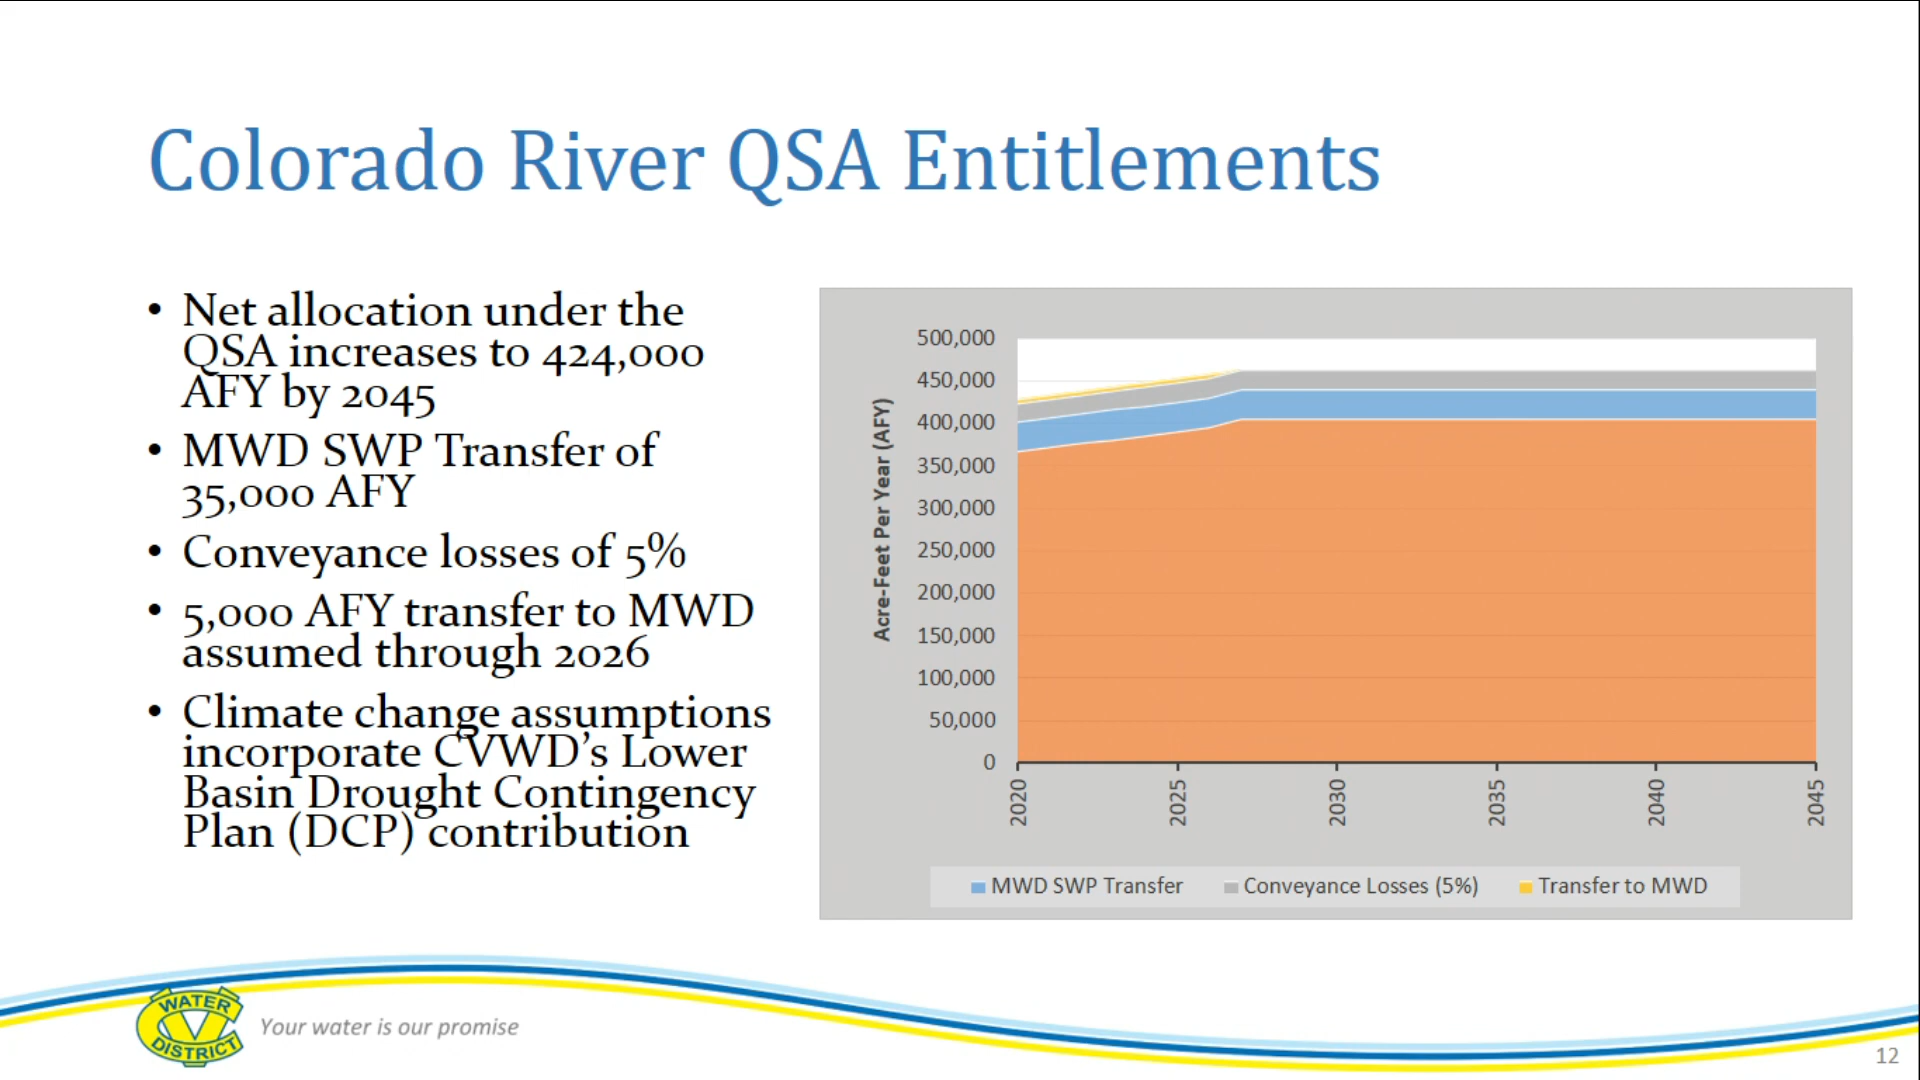 Colorado River QSA Entitlements
• Net allocation under the
QSA increases to 424,000
AFY by 2045
• MWD SWP Transfer of
35,000 AFY
• Conveyance losses of 5%
• 5,000 AFY transfer to MWD
assumed through 2026
• Climate change assumptions
incorporate CVWD's Lower
Basin Drought Contingency
Plan (DCP) contribution
Acre-Feet Per Year (AFY)
500,000
450,000
400,000
350,000
300,000
250,000
200,000
150,000
100,000
50,000
0
2020 2025 2030 2035 2040 2045
MWD SWP Transfer Conveyance Losses (5%) Transfer to MWD
WATER
CV
DISTRICT
Your water is our promise
12